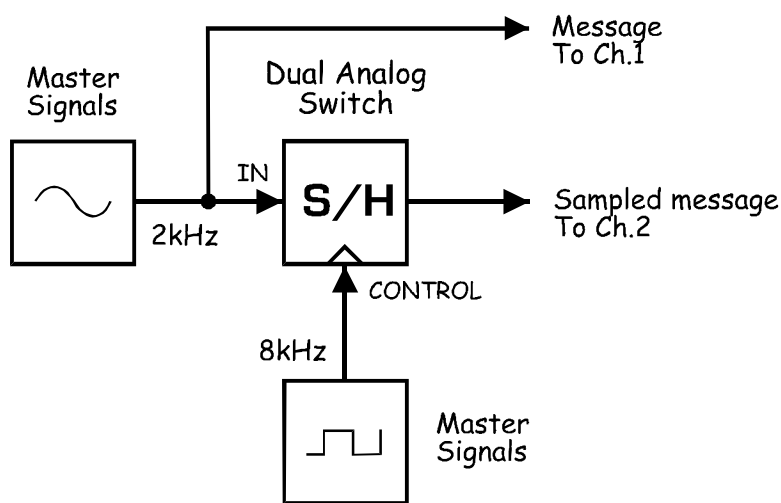 Message
To Ch.1
Master
Signals
Dual Analog
Switch
IN
S/H
2kHz
Sampled message
To Ch.2
CONTROL
8kHz
Master
Signals